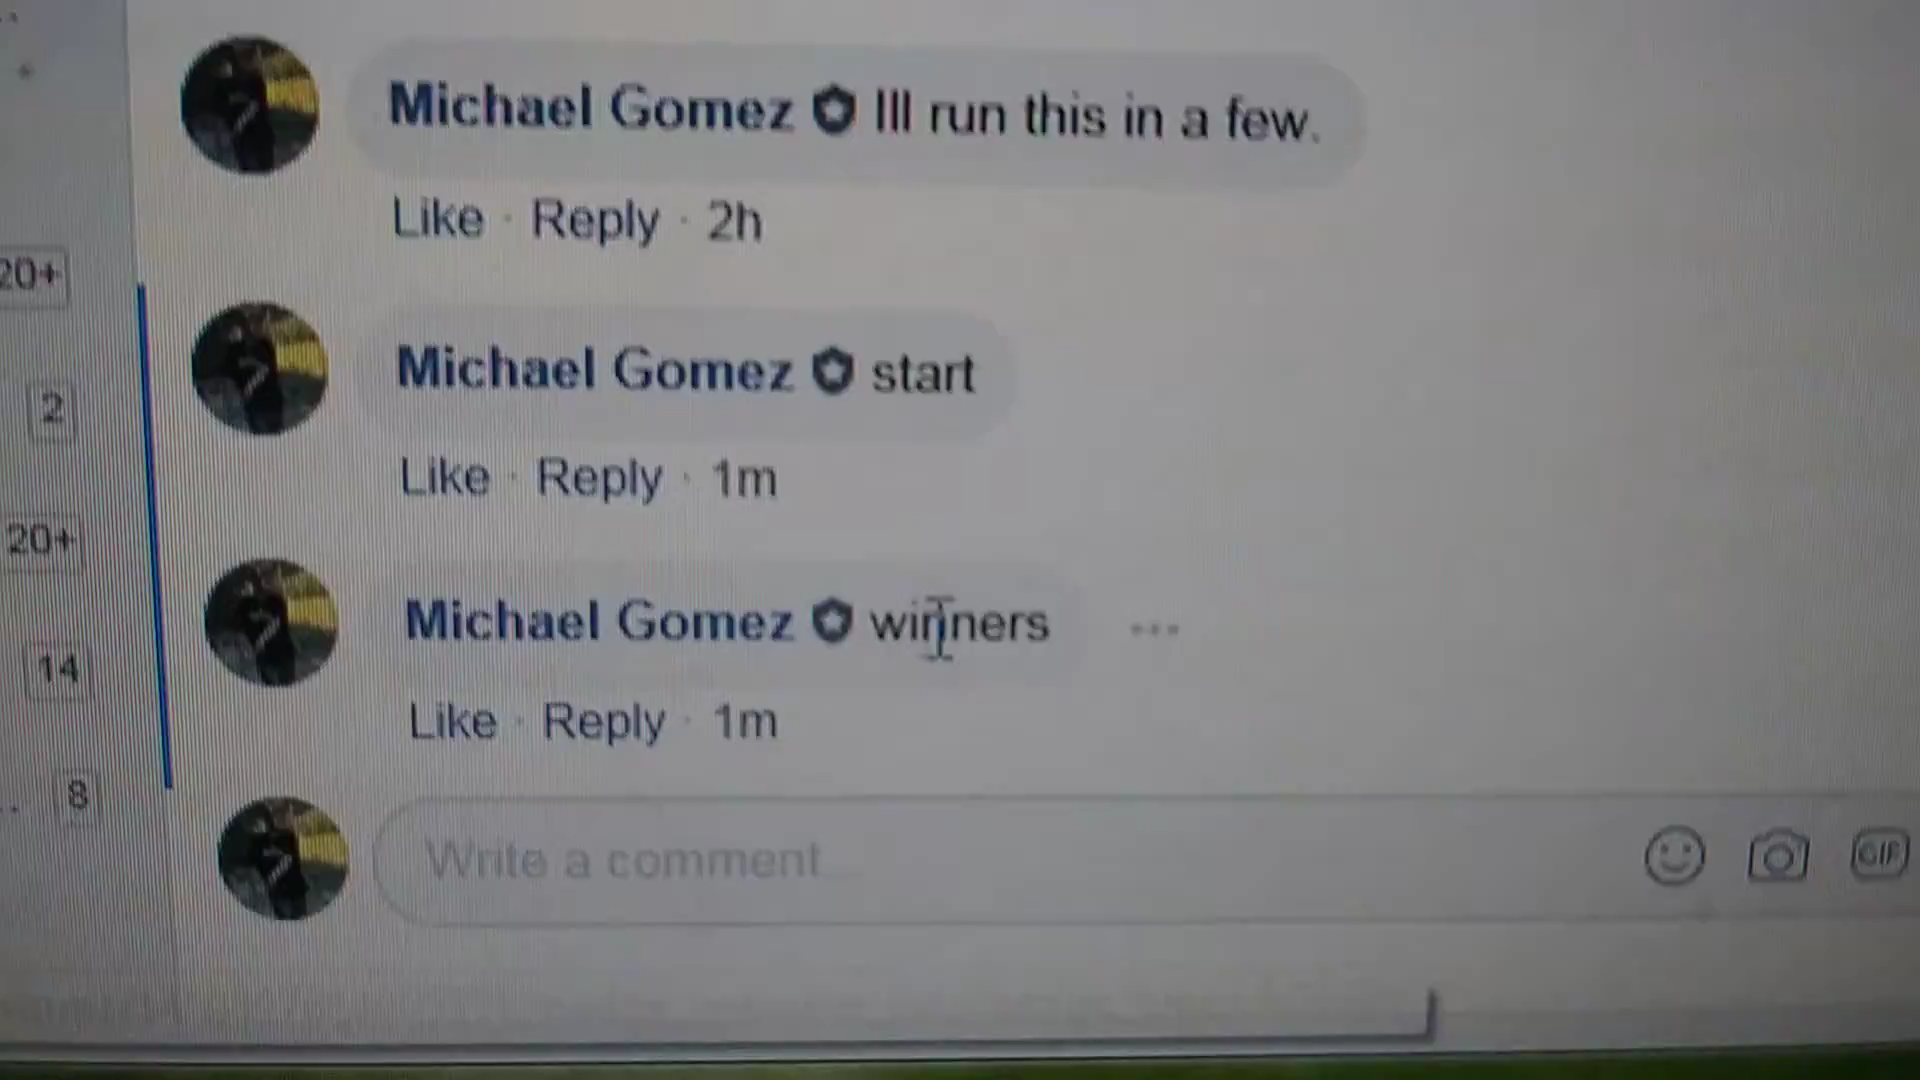 Michael Gomez Ill run this in a few.
Like · Reply · 2h
20+
Michael Gomez start
2
Like · Reply · 1m
20+
Michael Gomez winners
14
Like · Reply · 1m
8
Write a comment
GIF